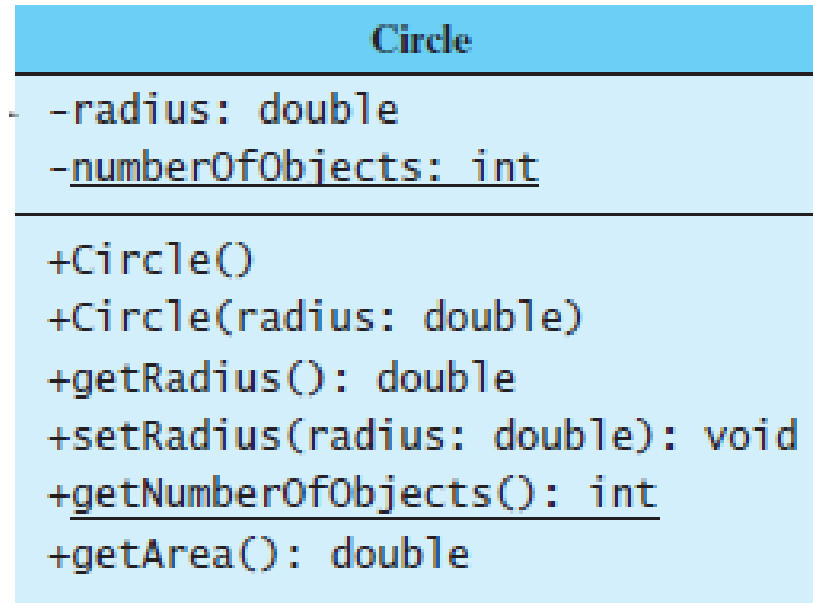 Circle
-radius: double
-numberOfObjects: int
+Circle()
+Circle(radius: double)
+getRadius(): double
+setRadius(radius: double): void
+getNumberOfObjects(): int
+getArea(): double